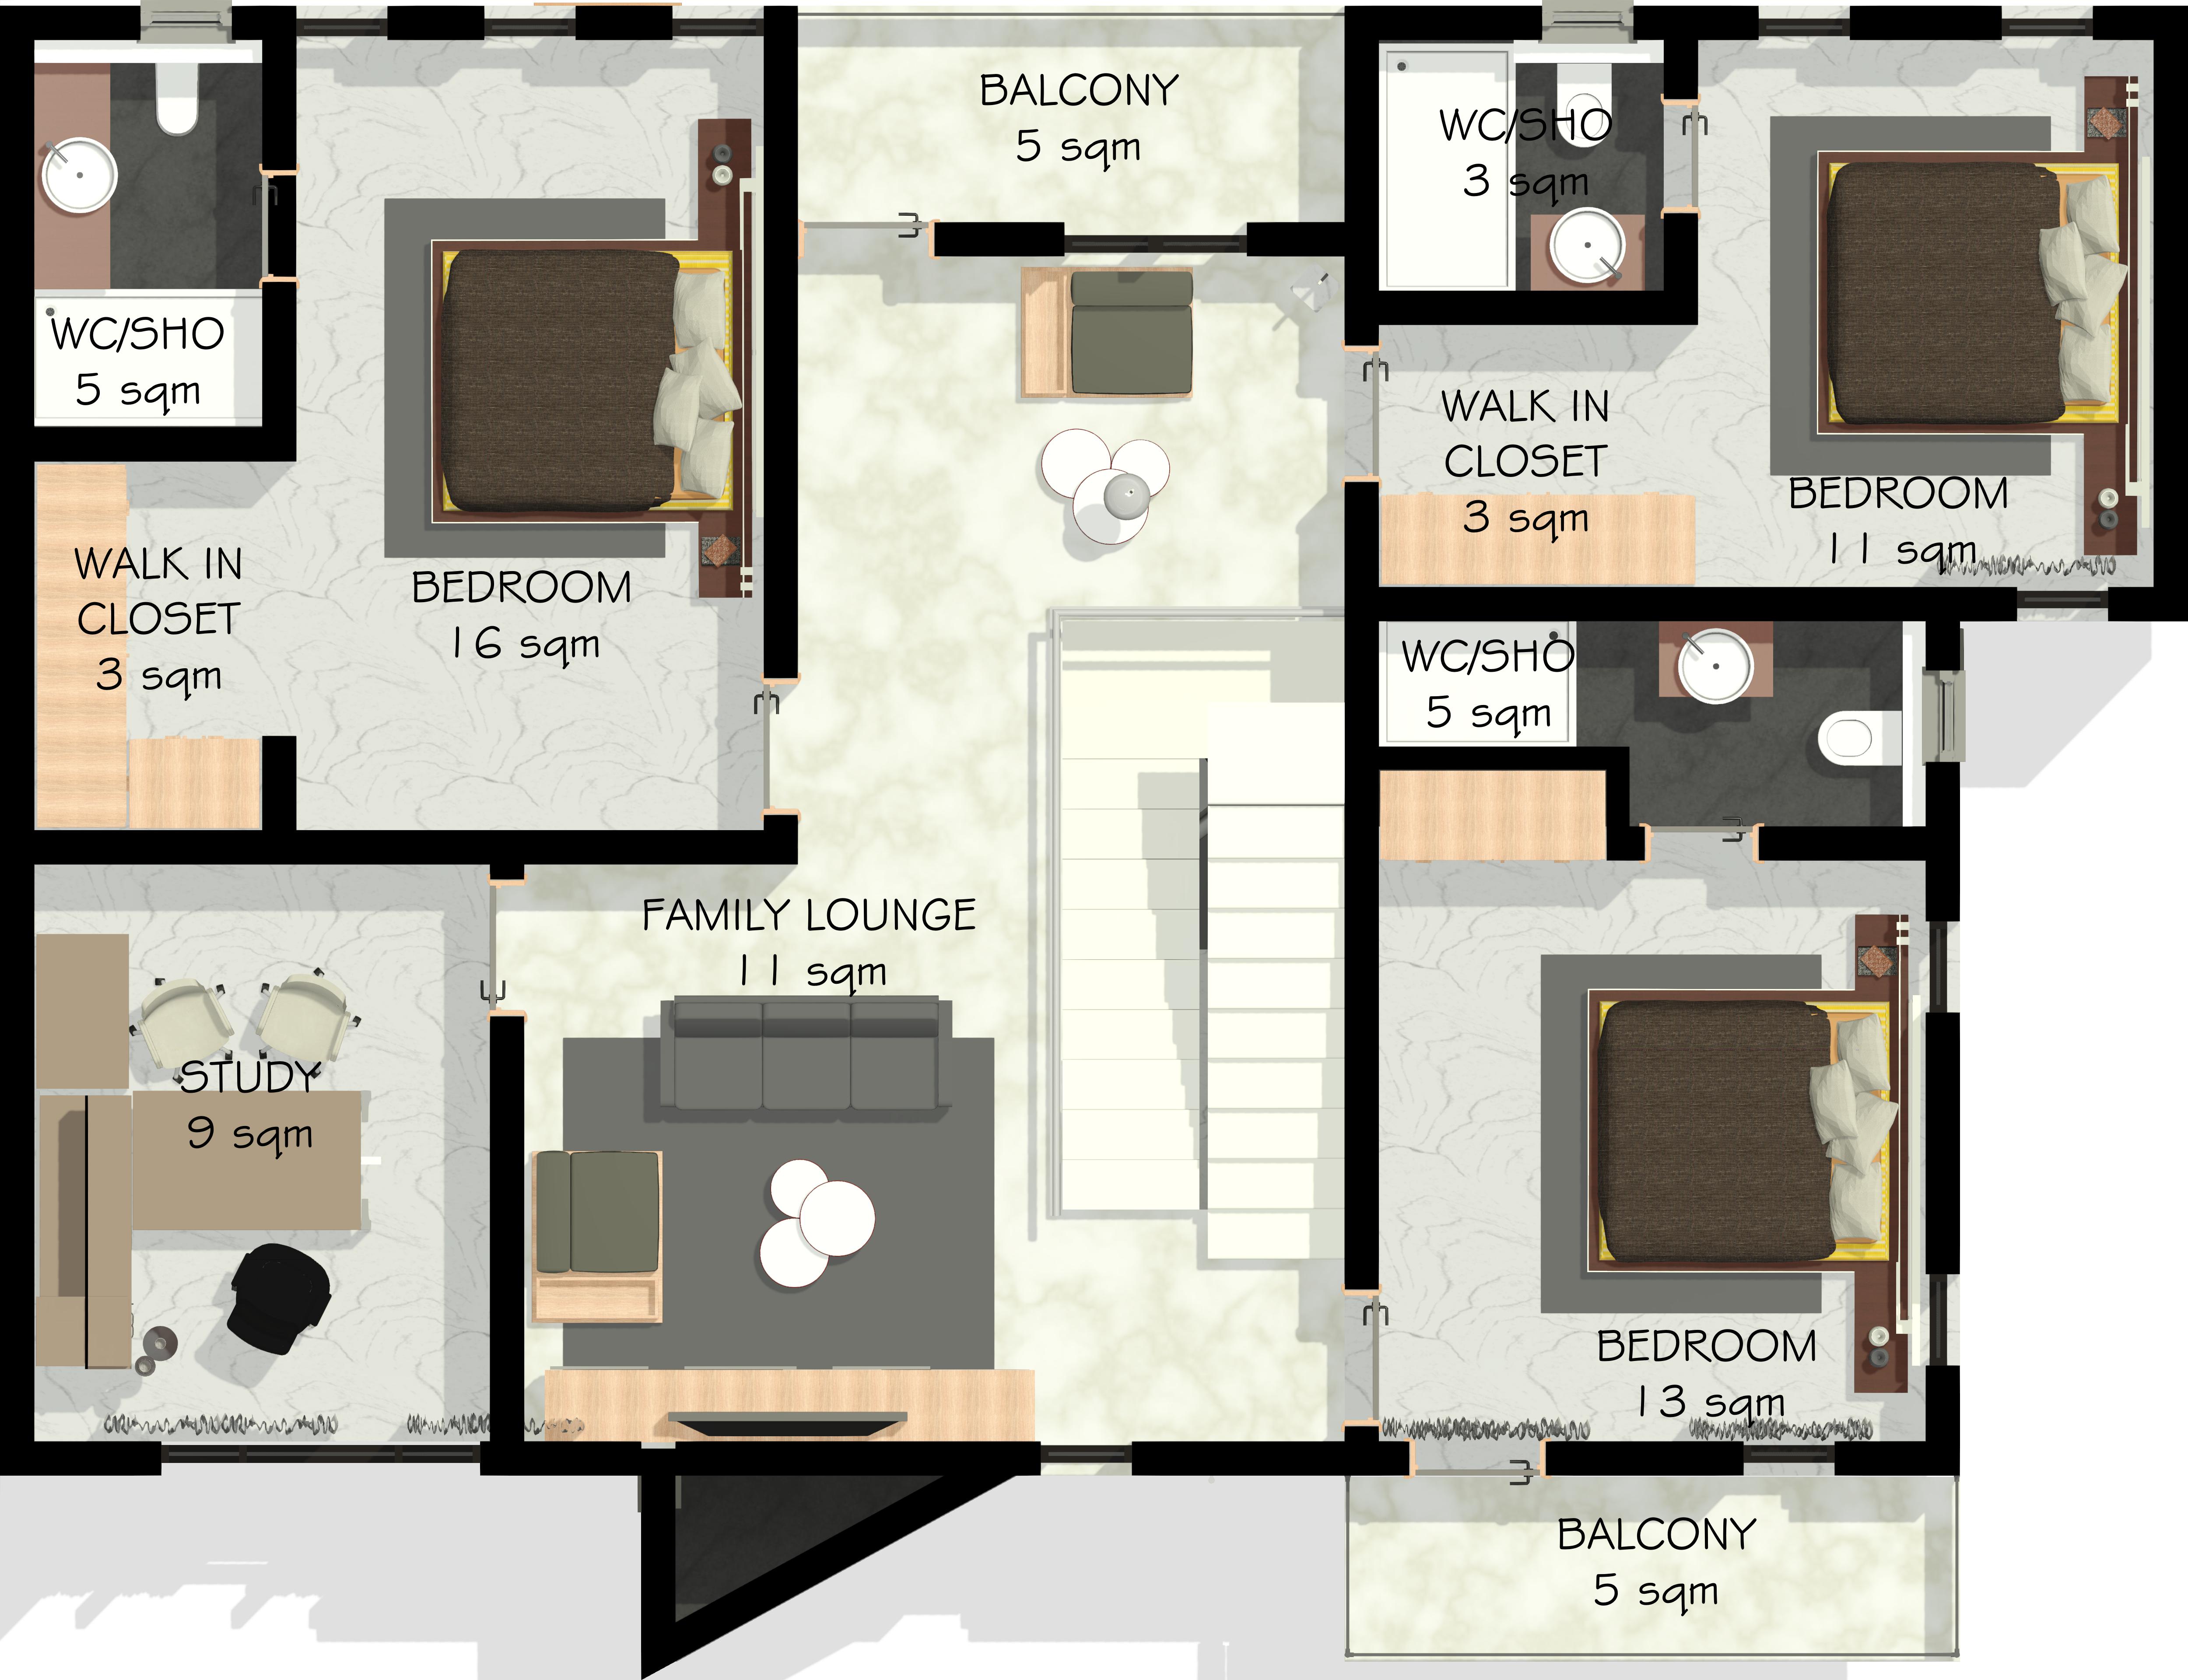 BALCONY
5 sqm
WC/SHO
3 sqm
WC/SHO
5 sqm
WALK IN
CLOSET
3 sqm
BEDROOM
11 sqm
WALK IN
CLOSET
3 sqm
BEDROOM
16 sqm
WC/SHO
5 sqm
FAMILY LOUNGE
11 sqm
STUDY
9 sqm
BEDROOM
13 sqm
BALCONY
5 sqm